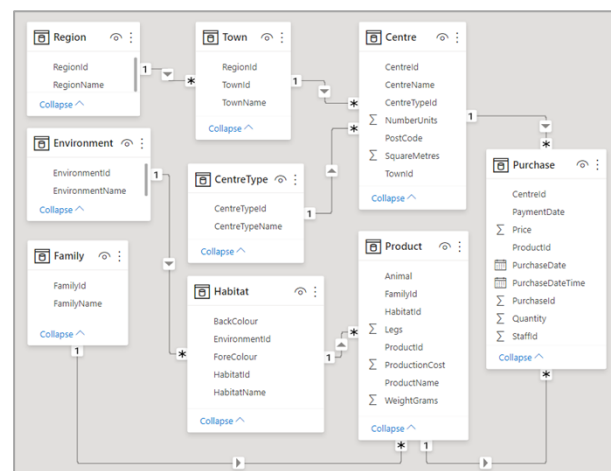 Region
RegionId
RegionName
Collapse
Town
RegionId
TownId
TownName
Collapse
Centre
CentreId
CentreName
CentreTypeId
Σ NumberUnits
PostCode
Σ SquareMetres
TownId
Collapse
1
*
1
*
*
1
*
Environment
EnvironmentId
EnvironmentName
Collapse
1
CentreType
CentreTypeId
CentreTypeName
Collapse
1
Purchase
CentreId
PaymentDate
Σ Price
ProductId
PurchaseDate
PurchaseDateTime
Σ PurchaseId
Σ Quantity
Σ StaffId
Collapse
*
Family
FamilyId
FamilyName
Collapse
1
Habitat
BackColour
EnvironmentId
ForeColour
HabitatId
HabitatName
Collapse
*
1
*
Product
Animal
FamilyId
HabitatId
Σ Legs
ProductId
Σ ProductionCost
ProductName
Σ WeightGrams
Collapse
*
1